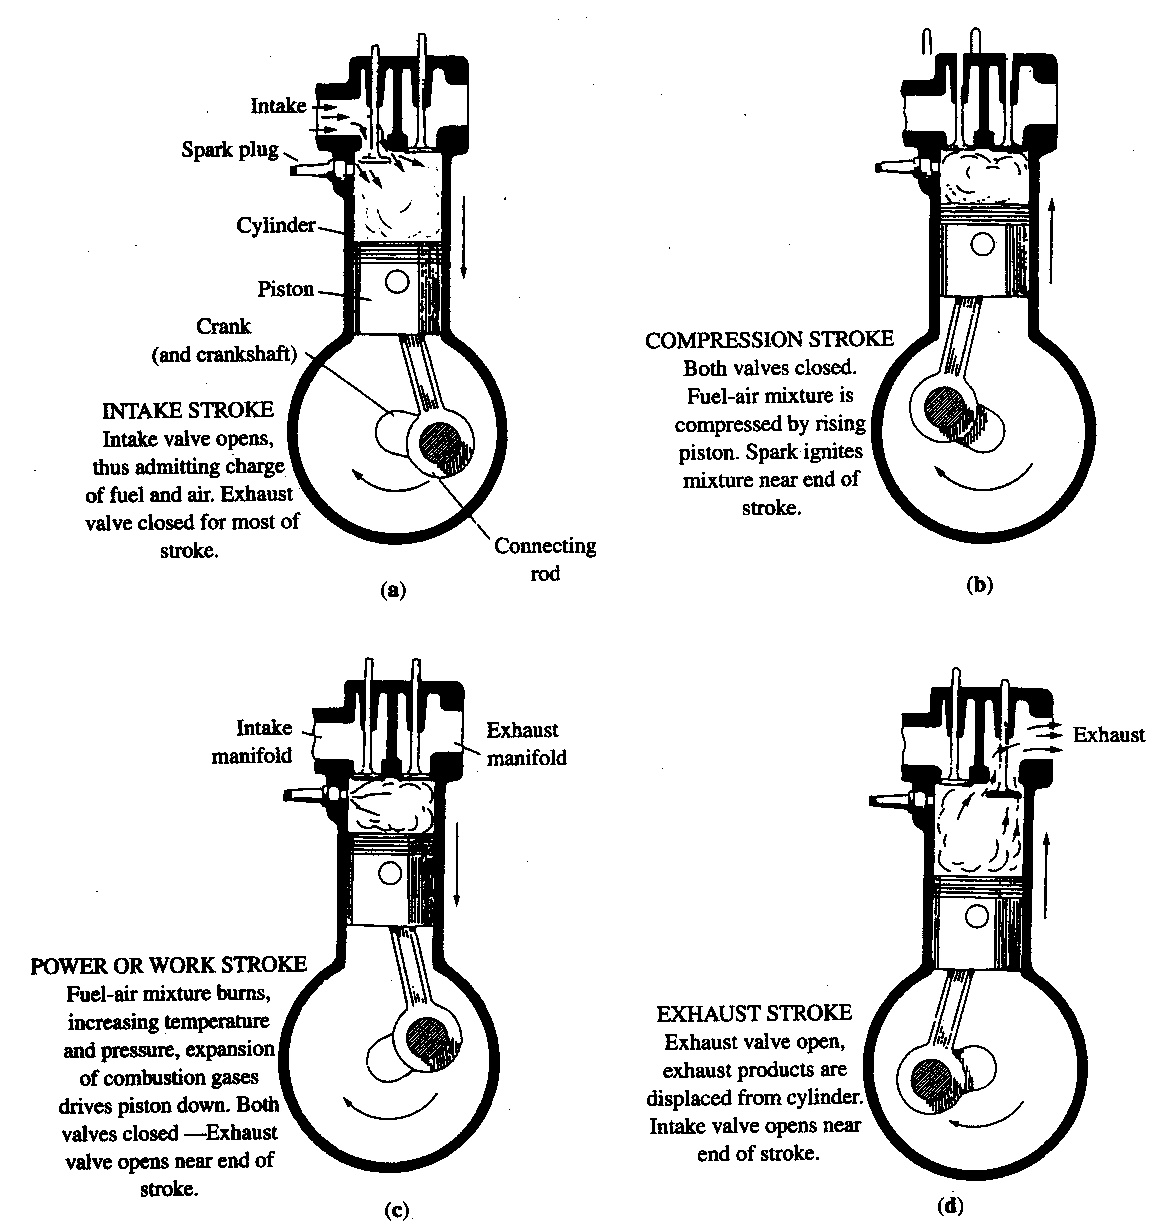 Intake
Spark plug
Cylinder
Piston
Crank
(and crankshaft)
INTAKE STROKE
Intake valve opens,
thus admitting charge
of fuel and air. Exhaust
valve closed for most of
stroke.
Connecting
rod
(a)
COMPRESSION STROKE
Both valves closed.
Fuel-air mixture is
compressed by rising
piston. Spark ignites
mixture near end of
stroke.
(b)
Intake
manifold
Exhaust
manifold
POWER OR WORK STROKE
Fuel-air mixture burns,
increasing temperature
and pressure, expansion
of combustion gases
drives piston down. Both
valves closed —Exhaust
valve opens near end of
stroke.
(c)
Exhaust
EXHAUST STROKE
Exhaust valve open,
exhaust products are
displaced from cylinder.
Intake valve opens near
end of stroke.
(d)